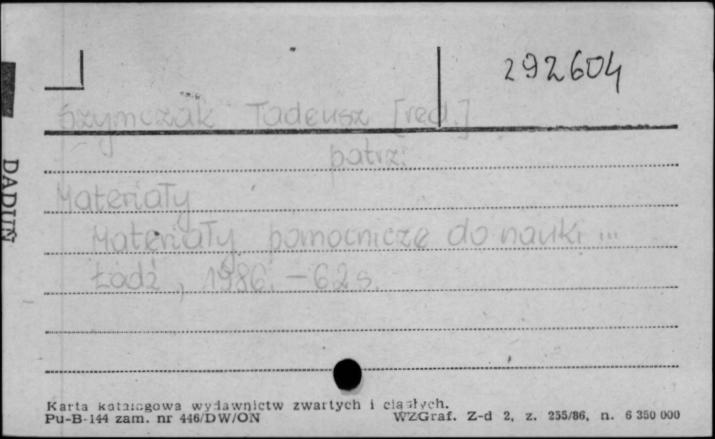 292604
Szymczak Tadeusz [red.]
patrz:
Materiały
Materiały pomocnicze do nauki ...
Łódź, 1986. – 62 s.
DADUŃ
Karta katalogowa wydawnictw zwartych i ciągłych.
Pu-B-144 zam. nr 446/DW/ON WZGraf. Z-d 2, z. 255/86, n. 6 350 000